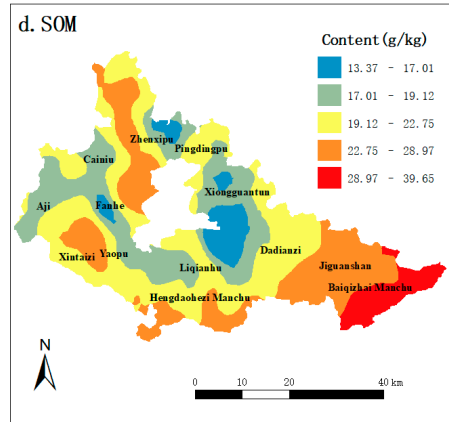 d. SOM
Content(g/kg)
13.37 - 17.01
17.01 - 19.12
19.12 - 22.75
22.75 - 28.97
28.97 - 39.65
Zhenxipu
Pingdingpu
Cainiu
Xiongguantun
Aji
Fanhe
Dadianzi
Xintaizi
Yaopu
Liqianhu
Jiguanshan
Baiqizhai Manchu
Hengdaohezi Manchu
N
0 10 20 40 km